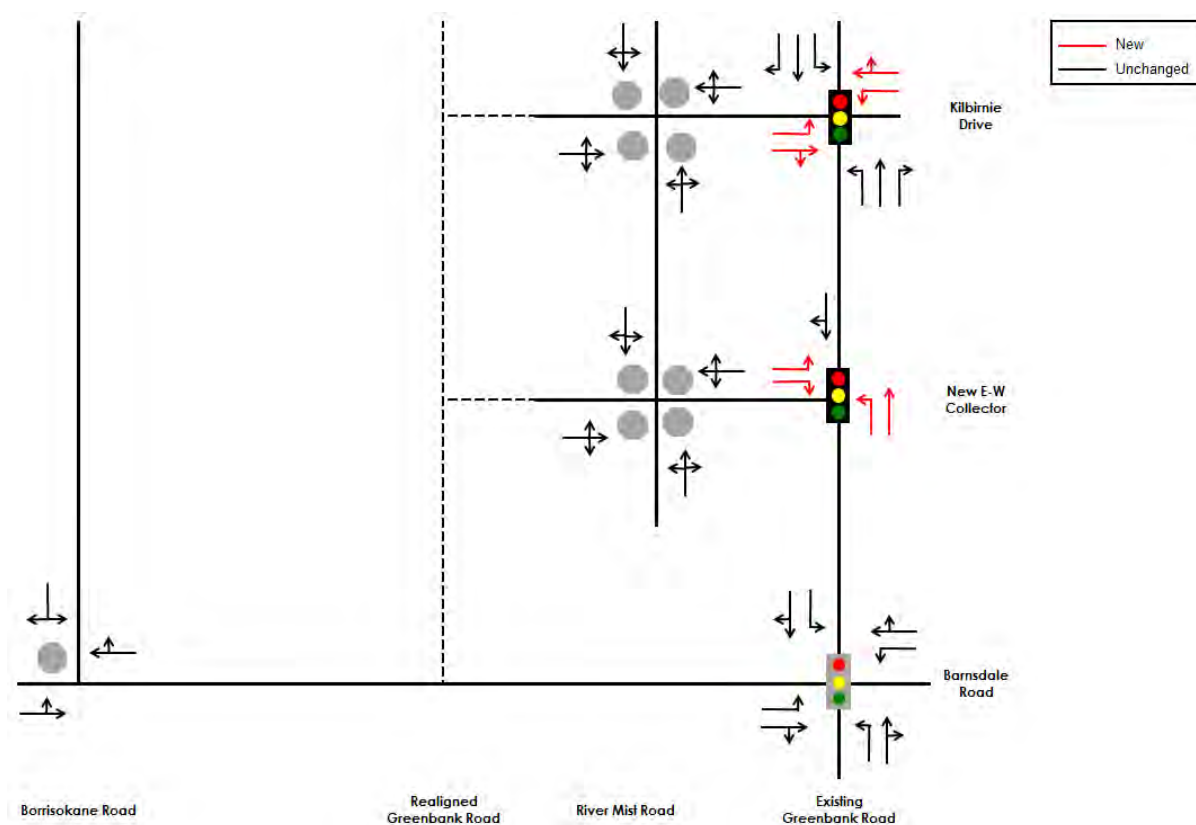 New
Unchanged
Kilbirnie
Drive
New E-W
Collector
Barnsdale
Road
Borrisokane Road
Realigned
Greenbank Road
River Mist Road
Existing
Greenbank Road